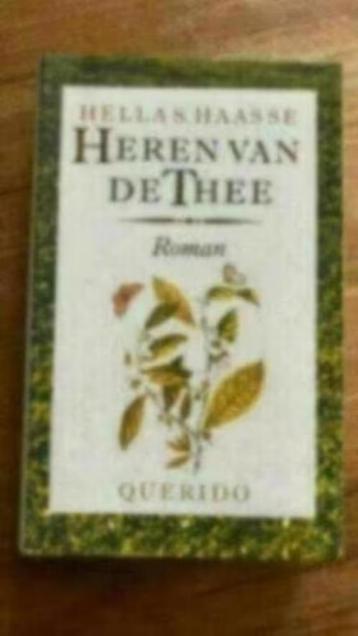 HELLA S. HAASSE
HEREN VAN
DE THEE
Roman
QUERIDO